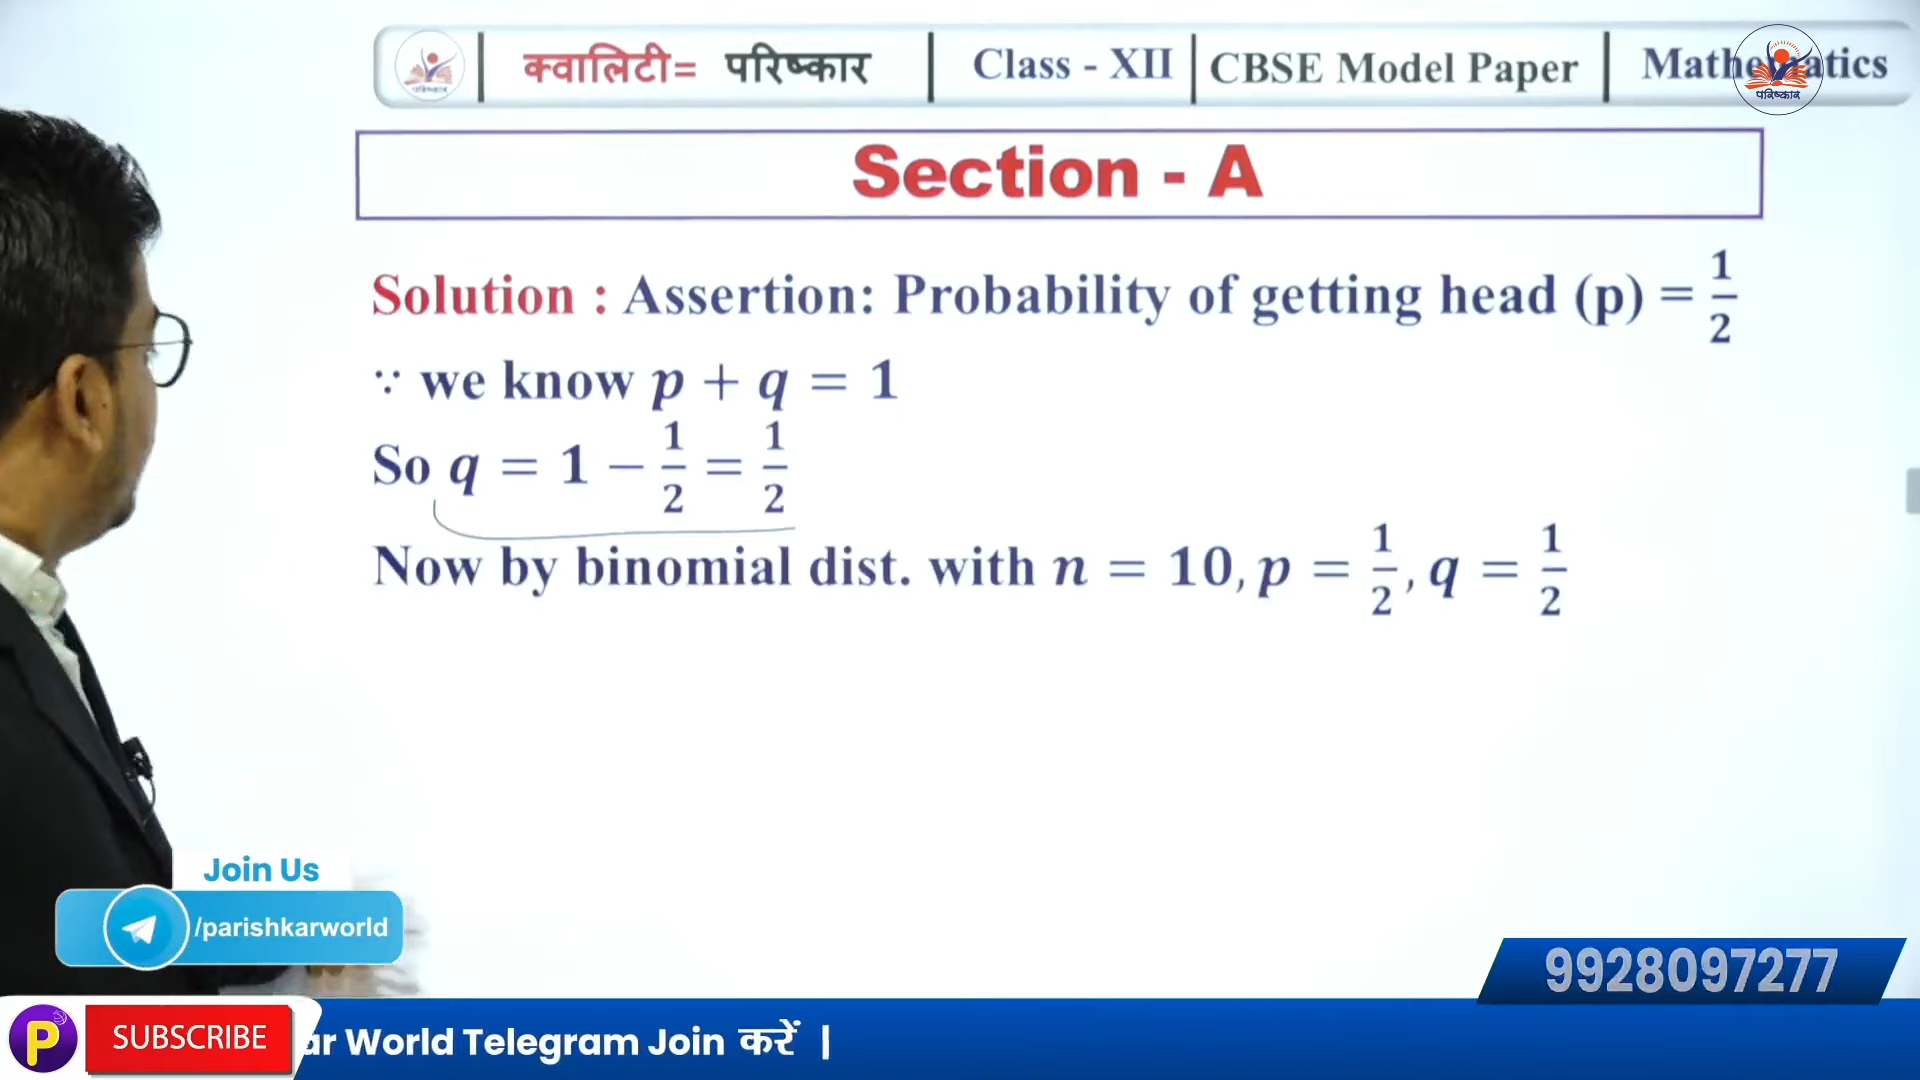 क्वालिटी= परिष्कार | Class - XII | CBSE Model Paper | Mathematics
परिष्कार
Section - A
Solution : Assertion: Probability of getting head (p) = 1/2
∵ we know p + q = 1
So q = 1 − 1/2 = 1/2
Now by binomial dist. with n = 10, p = 1/2, q = 1/2
Join Us
/parishkarworld
9928097277
P SUBSCRIBE ar World Telegram Join करें |